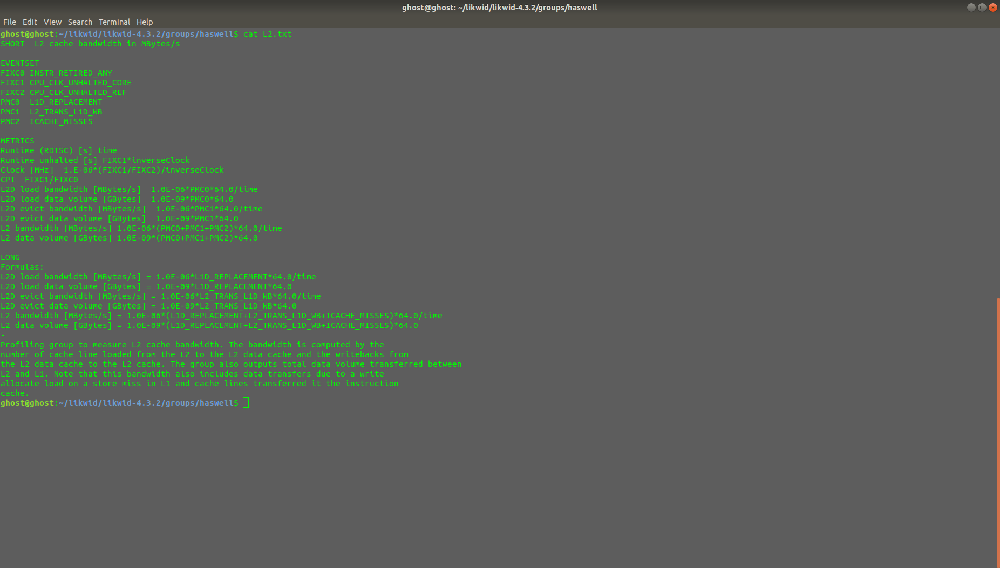 ghost@ghost: ~/likwid/likwid-4.3.2/groups/haswell
File Edit View Search Terminal Help
ghost@ghost:~/likwid/likwid-4.3.2/groups/haswell$ cat L2.txt
SHORT  L2 cache bandwidth in MBytes/s

EVENTSET
FIXC0 INSTR_RETIRED_ANY
FIXC1 CPU_CLK_UNHALTED_CORE
FIXC2 CPU_CLK_UNHALTED_REF
PMC0  L1D_REPLACEMENT
PMC1  L2_TRANS_L1D_WB
PMC2  ICACHE_MISSES

METRICS
Runtime (RDTSC) [s] time
Runtime unhalted [s] FIXC1*inverseClock
Clock [MHz]  1.E-06*(FIXC1/FIXC2)/inverseClock
CPI  FIXC1/FIXC0
L2D load bandwidth [MBytes/s]  1.0E-06*PMC0*64.0/time
L2D load data volume [GBytes]  1.0E-09*PMC0*64.0
L2D evict bandwidth [MBytes/s]  1.0E-06*PMC1*64.0/time
L2D evict data volume [GBytes]  1.0E-09*PMC1*64.0
L2 bandwidth [MBytes/s] 1.0E-06*(PMC0+PMC1+PMC2)*64.0/time
L2 data volume [GBytes] 1.0E-09*(PMC0+PMC1+PMC2)*64.0

LONG
Formulas:
L2D load bandwidth [MBytes/s] = 1.0E-06*L1D_REPLACEMENT*64.0/time
L2D load data volume [GBytes] = 1.0E-09*L1D_REPLACEMENT*64.0
L2D evict bandwidth [MBytes/s] = 1.0E-06*L2_TRANS_L1D_WB*64.0/time
L2D evict data volume [GBytes] = 1.0E-09*L2_TRANS_L1D_WB*64.0
L2 bandwidth [MBytes/s] = 1.0E-06*(L1D_REPLACEMENT+L2_TRANS_L1D_WB+ICACHE_MISSES)*64.0/time
L2 data volume [GBytes] = 1.0E-09*(L1D_REPLACEMENT+L2_TRANS_L1D_WB+ICACHE_MISSES)*64.0
-
Profiling group to measure L2 cache bandwidth. The bandwidth is computed by the
number of cache line loaded from the L2 to the L2 data cache and the writebacks from
the L2 data cache to the L2 cache. The group also outputs total data volume transferred between
L2 and L1. Note that this bandwidth also includes data transfers due to a write
allocate load on a store miss in L1 and cache lines transferred it the instruction
cache.
ghost@ghost:~/likwid/likwid-4.3.2/groups/haswell$